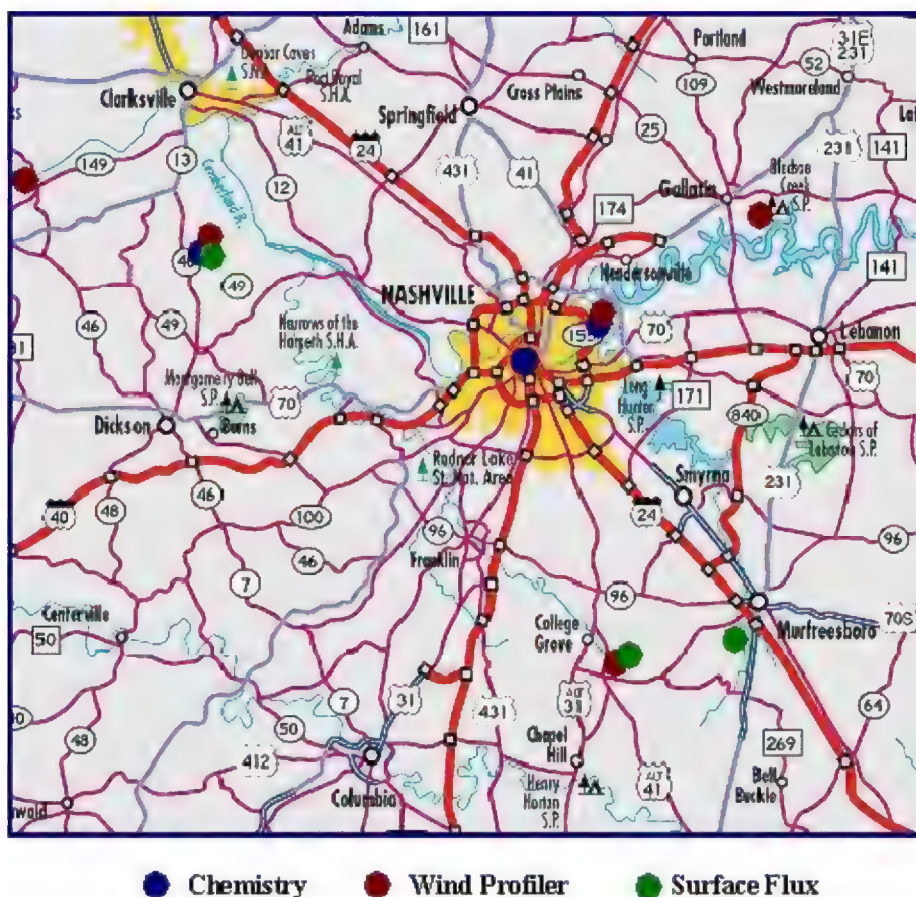 161
Adams
Portland
31E
231
Dunbar Caves
S.N.A.
Port Royal
S.H.A.
52
Clarksville
Cross Plains
109
Westmoreland
Springfield
ALT
41
24
25
149
13
431
41
231
141
12
Cumberland R.
Gallatin
Bledsoe
Creek
S.P.
174
48
49
Hendersonville
141
NASHVILLE
46
49
Narrows of the
Harpeth S.H.A.
155
70
Lebanon
Montgomery Bell
S.P.
70
Long
Hunter
S.P.
171
70
840
Dickson
Burns
Cedars of
Lebanon S.P.
Radnor Lake
St. Nat. Area
Smyrna
231
40
48
46
100
96
24
96
46
Franklin
7
96
Centerville
50
College
Grove
Murfreesboro
70S
7
31
ALT
31
431
64
50
48
412
Chapel
Hill
269
Columbia
Henry
Horton
S.P.
ALT
41
Bell
Buckle
Chemistry
Wind Profiler
Surface Flux